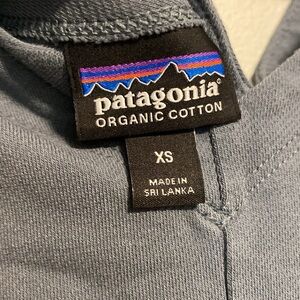 patagonia
ORGANIC COTTON
XS
MADE IN
SRI LANKA